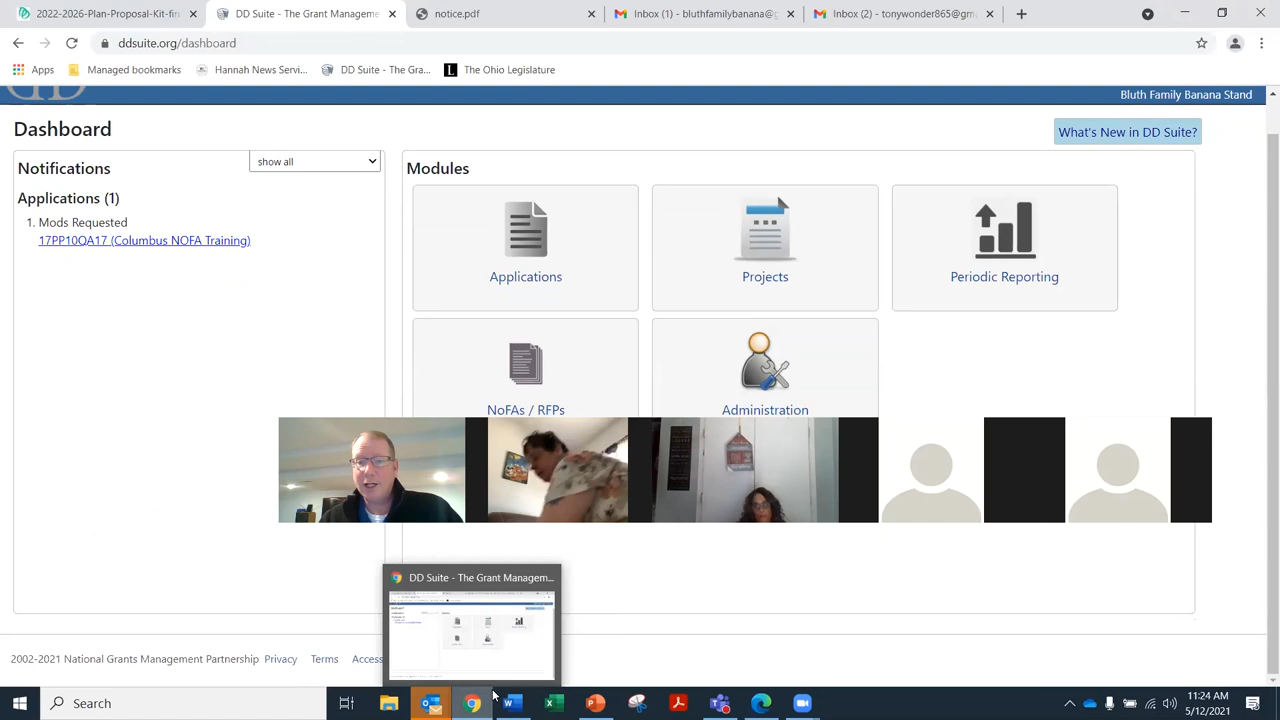 2022-2026-Plan-Proposal-Kit-fin
DD Suite - The Grant Management
notice.pdf
Inbox (1) - bluthfamilybanana@g
Inbox (2) - tonywonder865@gm
ddsuite.org/dashboard
Apps
Managed bookmarks
Hannah News Servi...
DD Suite - The Gra...
The Ohio Legislature
Bluth Family Banana Stand
Dashboard
What's New in DD Suite?
Notifications
show all
Applications (1)
1. Mods Requested
17PP10QA17 (Columbus NOFA Training)
Modules
Applications
Projects
Periodic Reporting
NoFAs / RFPs
Administration
DD Suite - The Grant Managem...
2002-2021 National Grants Management Partnership
Privacy
Terms
Access
Search
11:24 AM
5/12/2021